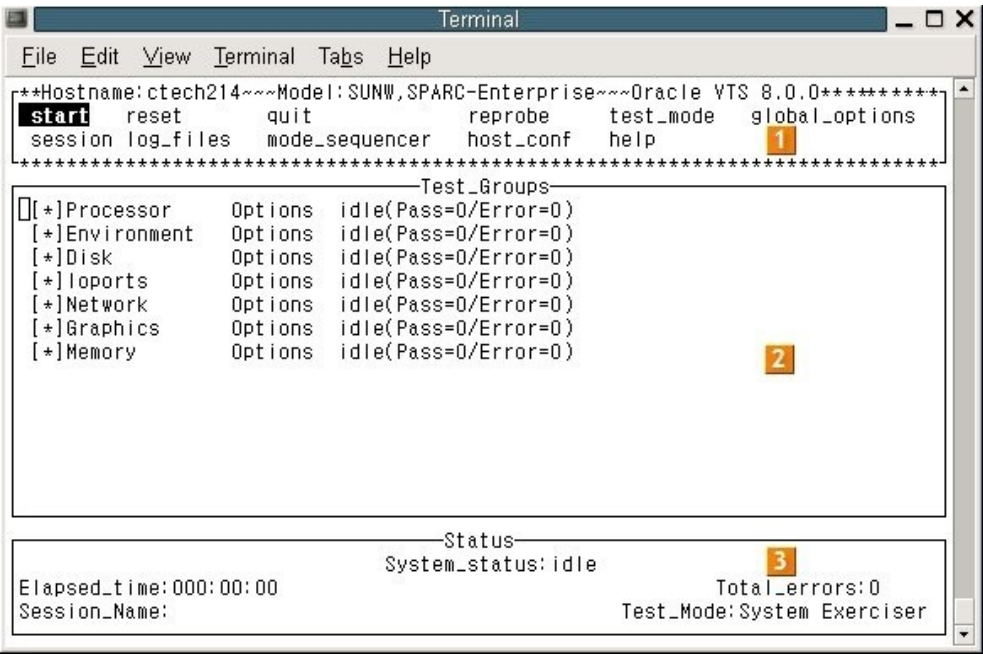 Terminal
File Edit View Terminal Tabs Help
**Hostname:ctech214~~~Model:SUNW,SPARC-Enterprise~~~Oracle VTS 8.0.0**********
start reset quit reprobe test_mode global_options
session log_files mode_sequencer host_conf help 1
******************************************************************************
Test_Groups
[*]Processor Options idle(Pass=0/Error=0)
[*]Environment Options idle(Pass=0/Error=0)
[*]Disk Options idle(Pass=0/Error=0)
[*]Ioports Options idle(Pass=0/Error=0)
[*]Network Options idle(Pass=0/Error=0)
[*]Graphics Options idle(Pass=0/Error=0)
[*]Memory Options idle(Pass=0/Error=0)
2
Status
System_status:idle 3
Elapsed_time:000:00:00 Total_errors:0
Session_Name: Test_Mode:System Exerciser